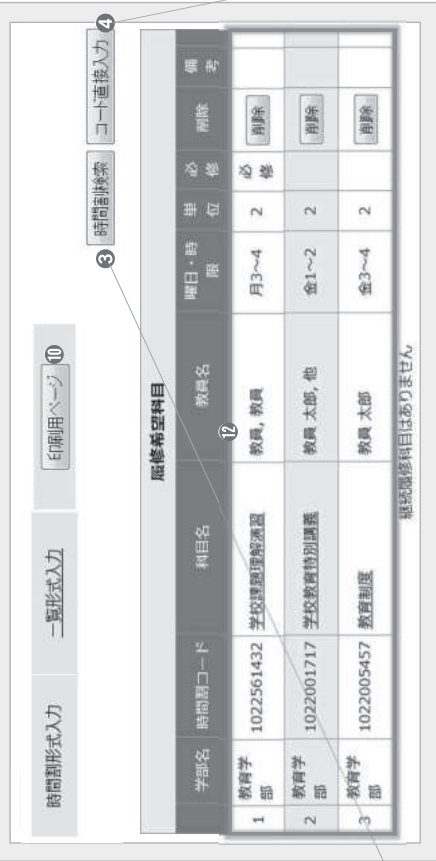 時間割形式入力 一覧形式入力 印刷用ページ ⑩
③ 時間割検索 コード直接入力 ④
履修希望科目
学部名 時間割コード 科目名 教員名 曜日・時限 単位 必修 削除 備考
⑫
1 教育学部 1022561432 学校課題理解演習 教員, 教員 月3~4 2 必修 削除
2 教育学部 1022001717 学校教育特別講義 教員 太郎, 他 金1~2 2 削除
3 教育学部 1022005457 教育制度 教員 太郎 金3~4 2 削除
継続履修科目はありません